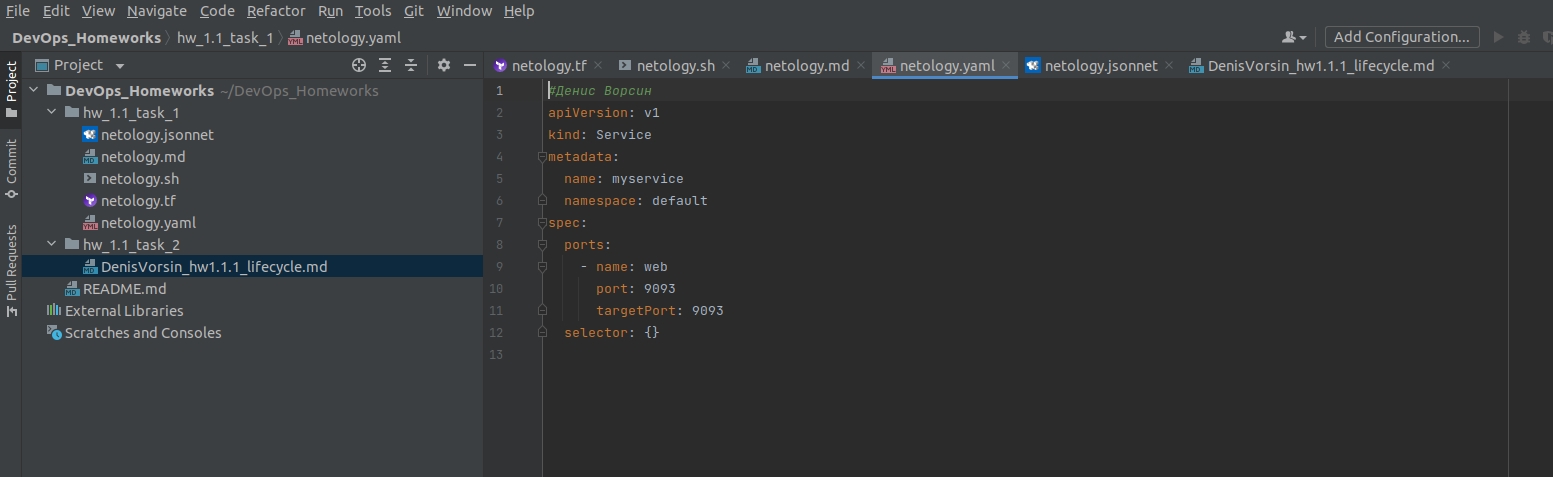 File Edit View Navigate Code Refactor Run Tools Git Window Help
DevOps_Homeworks hw_1.1_task_1 netology.yaml Add Configuration...
Project
Commit
Pull Requests
Project
DevOps_Homeworks ~/DevOps_Homeworks
hw_1.1_task_1
netology.jsonnet
netology.md
netology.sh
netology.tf
netology.yaml
hw_1.1_task_2
DenisVorsin_hw1.1.1_lifecycle.md
README.md
External Libraries
Scratches and Consoles
netology.tf netology.sh netology.md netology.yaml netology.jsonnet DenisVorsin_hw1.1.1_lifecycle.md
1 #Денис Ворсин
2 apiVersion: v1
3 kind: Service
4 metadata:
5 name: myservice
6 namespace: default
7 spec:
8 ports:
9 - name: web
10 port: 9093
11 targetPort: 9093
12 selector: {}
13